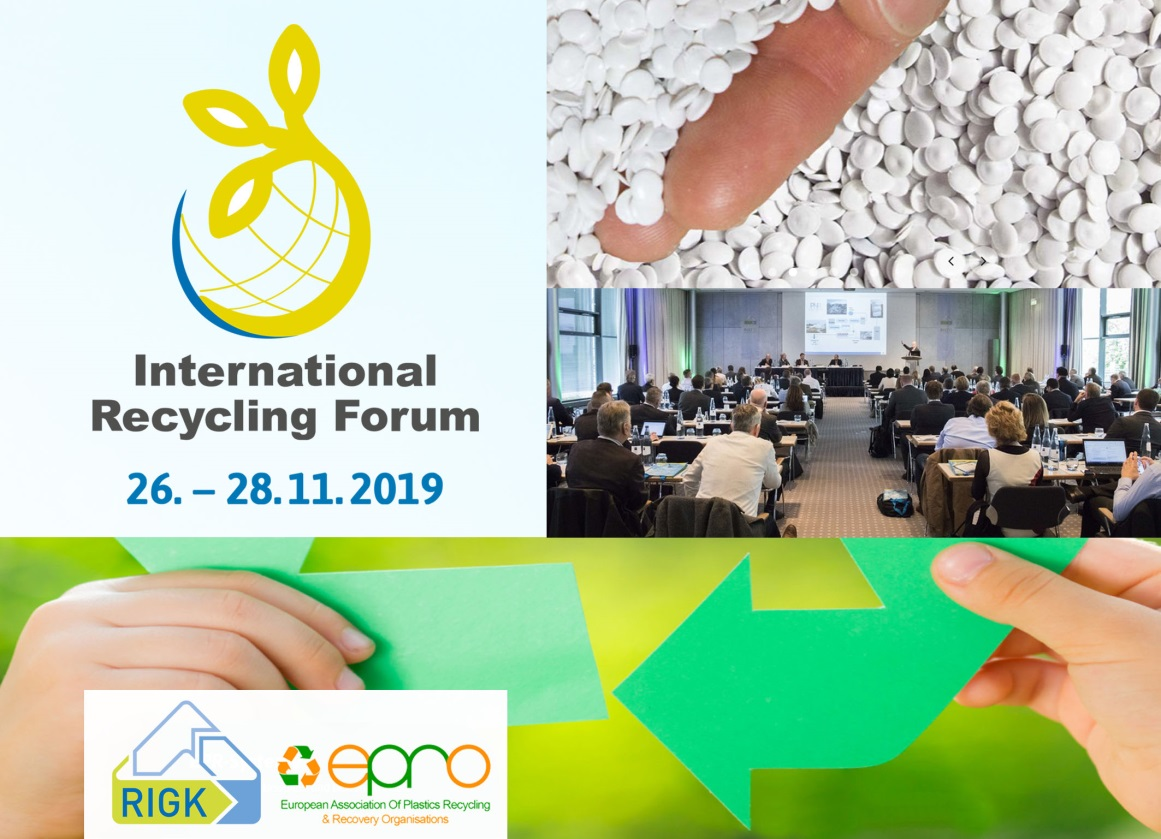 International
Recycling Forum
26. – 28.11.2019
RIGK
epro
European Association Of Plastics Recycling
& Recovery Organisations